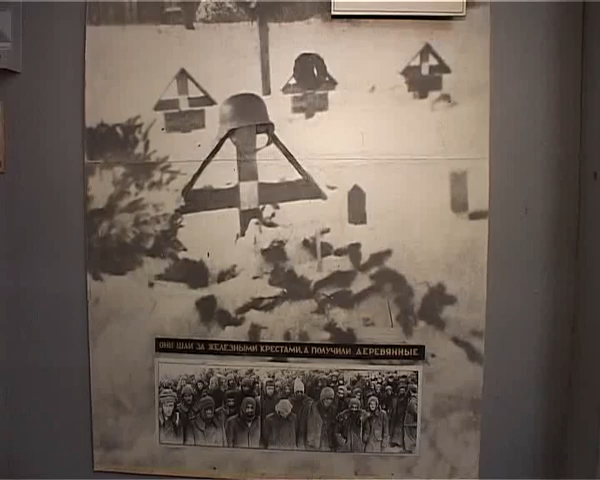 ОНИ ШЛИ ЗА ЖЕЛЕЗНЫМИ КРЕСТАМИ, А ПОЛУЧИЛИ ДЕРЕВЯННЫЕ